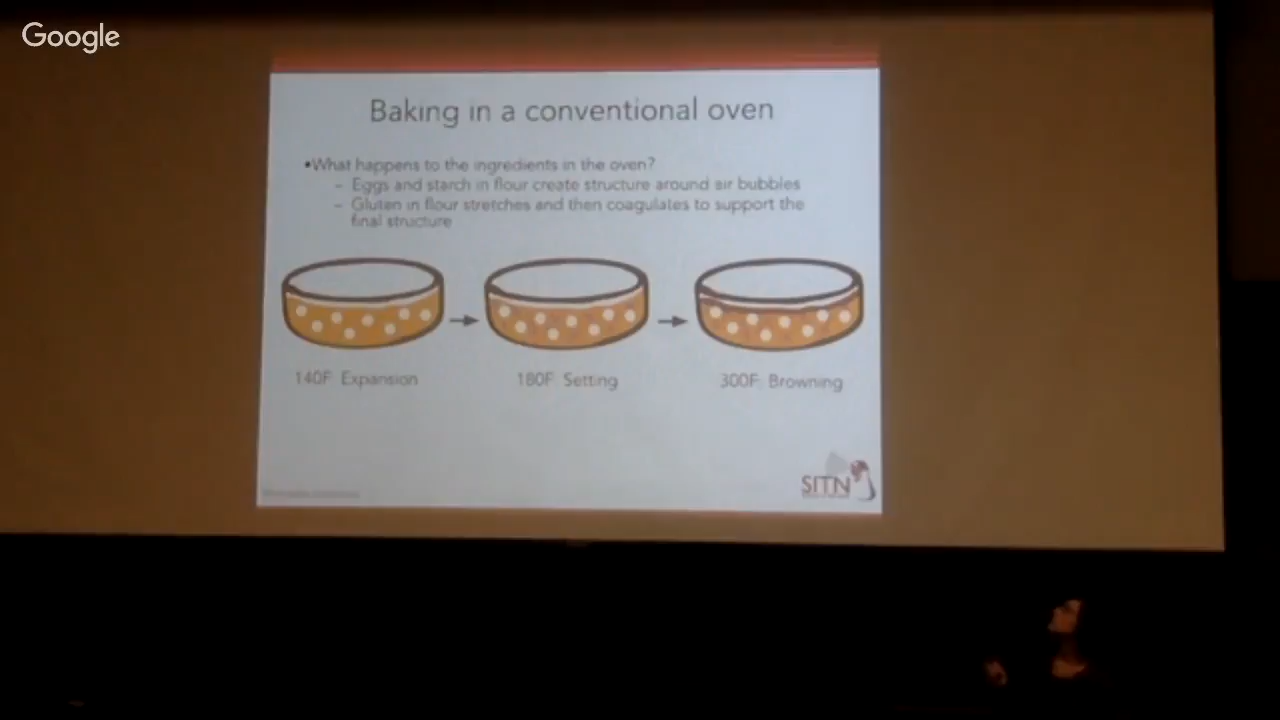 Google
Baking in a conventional oven
•What happens to the ingredients in the oven?
- Eggs and starch in flour create structure around air bubbles
- Gluten in flour stretches and then coagulates to support the
final structure
140F: Expansion
180F: Setting
300F: Browning
SITN